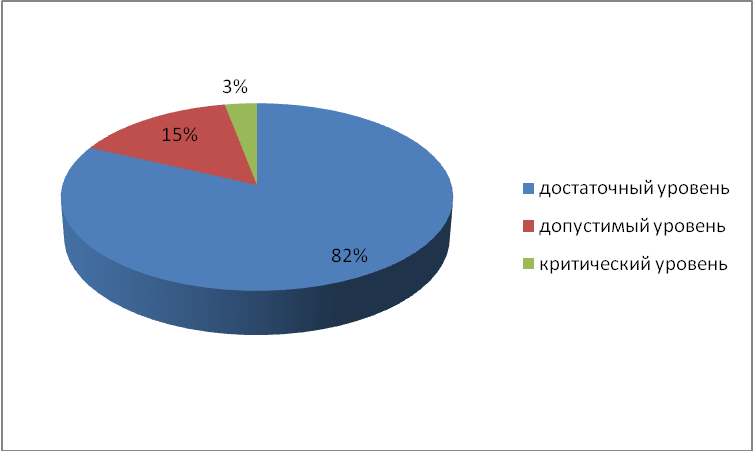 3%
15%
82%
достаточный уровень
допустимый уровень
критический уровень